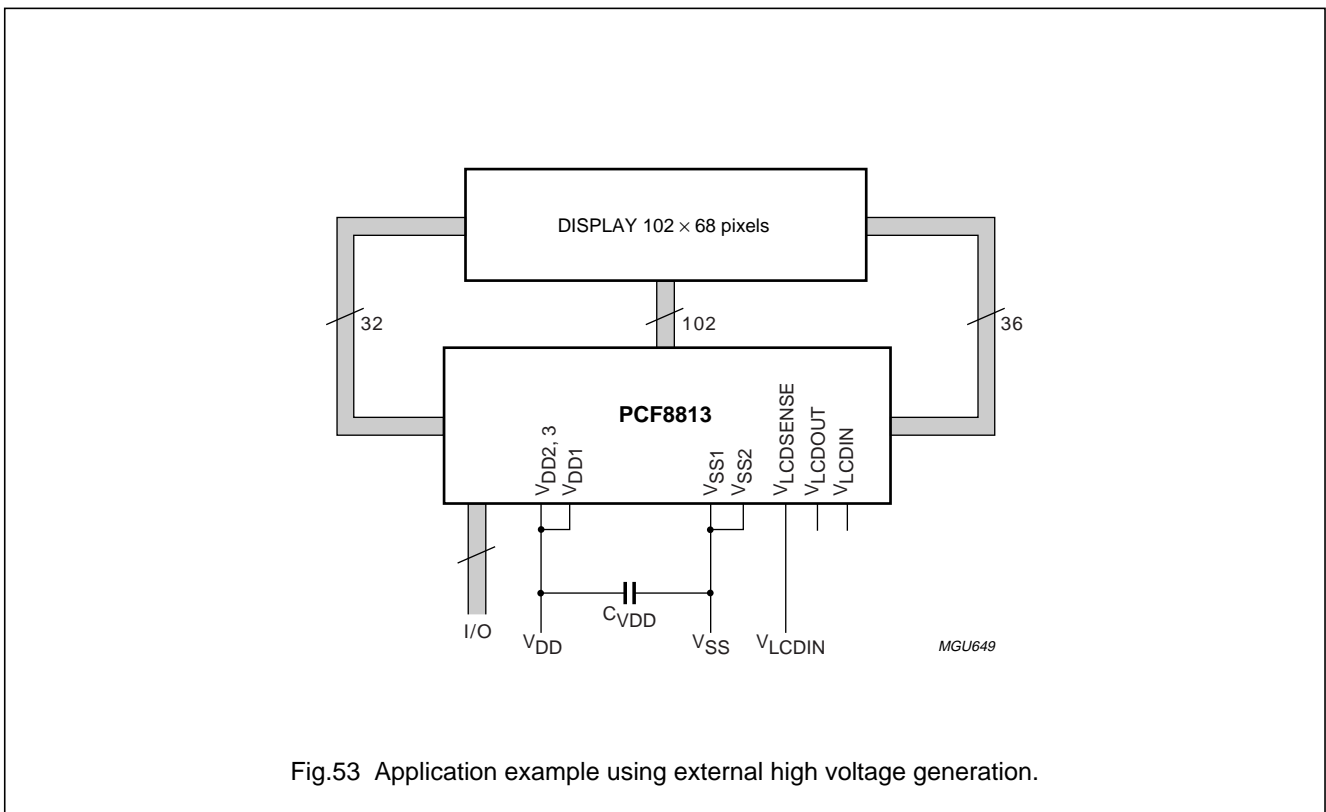 DISPLAY 102 × 68 pixels
32
102
36
PCF8813
VDD2, 3
VDD1
VSS1
VSS2
VLCDSENSE
VLCDOUT
VLCDIN
I/O
VDD
CVDD
VSS
VLCDIN
MGU649
Fig.53 Application example using external high voltage generation.